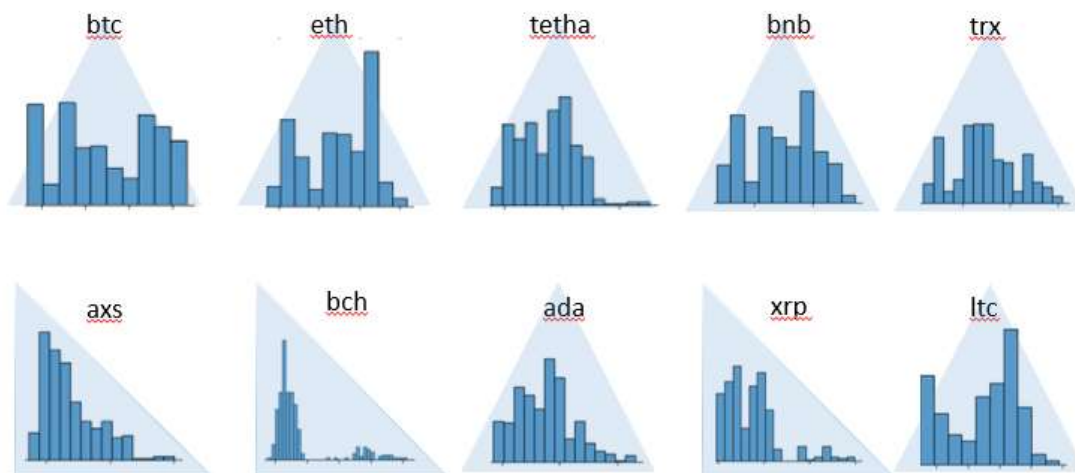 btc
eth
tetha
bnb
trx
axs
bch
ada
xrp
ltc